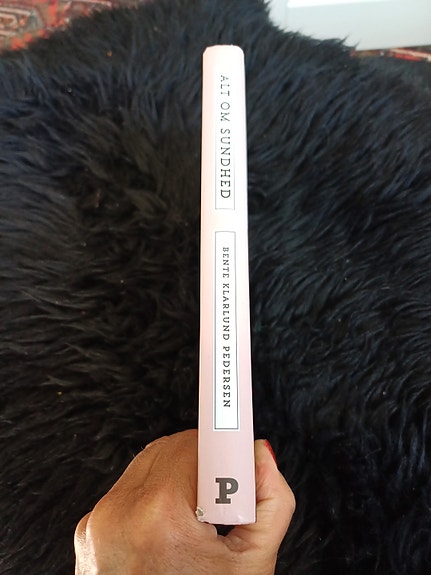 ALT OM SUNDHED
BENTE KLARLUND PEDERSEN
P